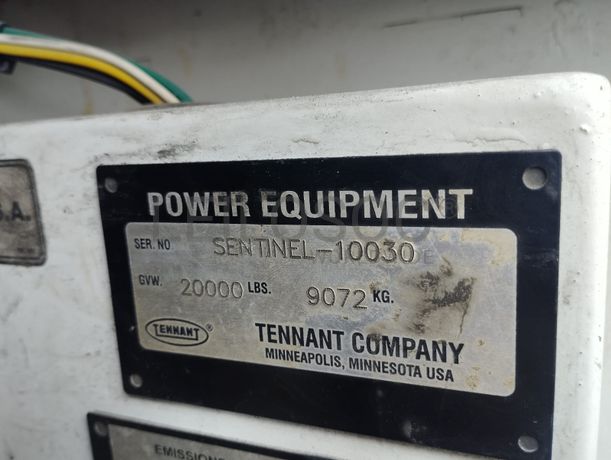 S.A.
POWER EQUIPMENT
SER. NO SENTINEL-10030
GVW. 20000 LBS. 9072 KG.
TENNANT ®
TENNANT COMPANY
MINNEAPOLIS, MINNESOTA USA
EMISSIONS